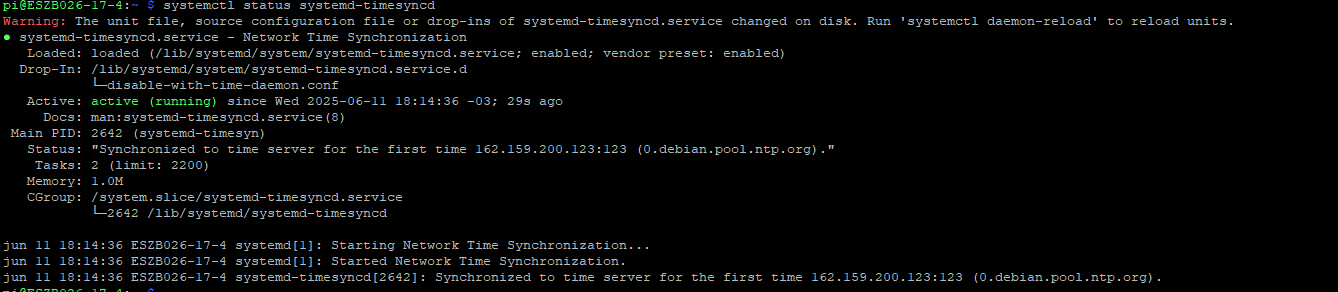 pi@ESZB026-17-4:~ $ systemctl status systemd-timesyncd
Warning: The unit file, source configuration file or drop-ins of systemd-timesyncd.service changed on disk. Run 'systemctl daemon-reload' to reload units.
● systemd-timesyncd.service - Network Time Synchronization
Loaded: loaded (/lib/systemd/system/systemd-timesyncd.service; enabled; vendor preset: enabled)
Drop-In: /lib/systemd/system/systemd-timesyncd.service.d
└─disable-with-time-daemon.conf
Active: active (running) since Wed 2025-06-11 18:14:36 -03; 29s ago
Docs: man:systemd-timesyncd.service(8)
Main PID: 2642 (systemd-timesyn)
Status: "Synchronized to time server for the first time 162.159.200.123:123 (0.debian.pool.ntp.org)."
Tasks: 2 (limit: 2200)
Memory: 1.0M
CGroup: /system.slice/systemd-timesyncd.service
└─2642 /lib/systemd/systemd-timesyncd
jun 11 18:14:36 ESZB026-17-4 systemd[1]: Starting Network Time Synchronization...
jun 11 18:14:36 ESZB026-17-4 systemd[1]: Started Network Time Synchronization.
jun 11 18:14:36 ESZB026-17-4 systemd-timesyncd[2642]: Synchronized to time server for the first time 162.159.200.123:123 (0.debian.pool.ntp.org).
pi@ESZB026-17-4:~ $